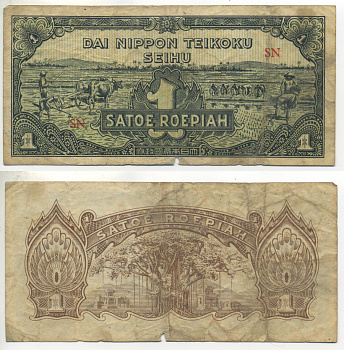 1
1
DAI NIPPON TEIKOKU
SEIHU
SN
SN
1
SATOE ROEPIAH
1
1
SATOE ROEPIAH